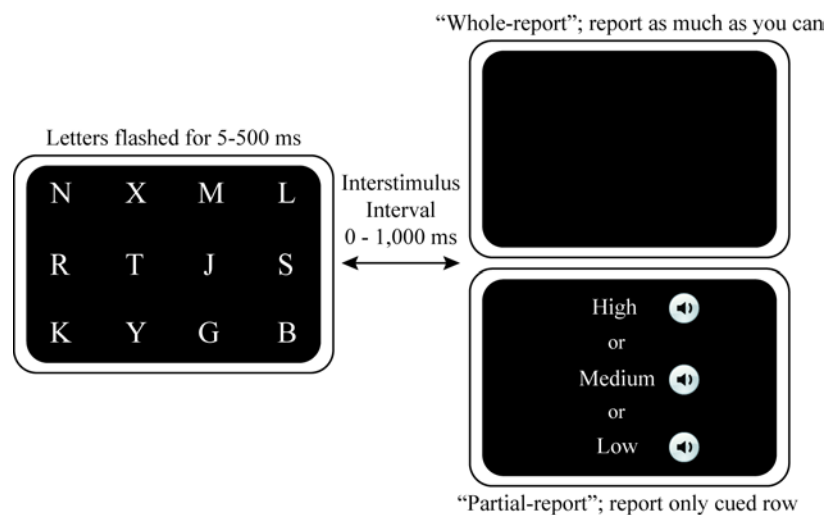 “Whole-report”; report as much as you can
Letters flashed for 5-500 ms
N X M L
R T J S
K Y G B
Interstimulus
Interval
0 - 1,000 ms
High
or
Medium
or
Low
“Partial-report”; report only cued row